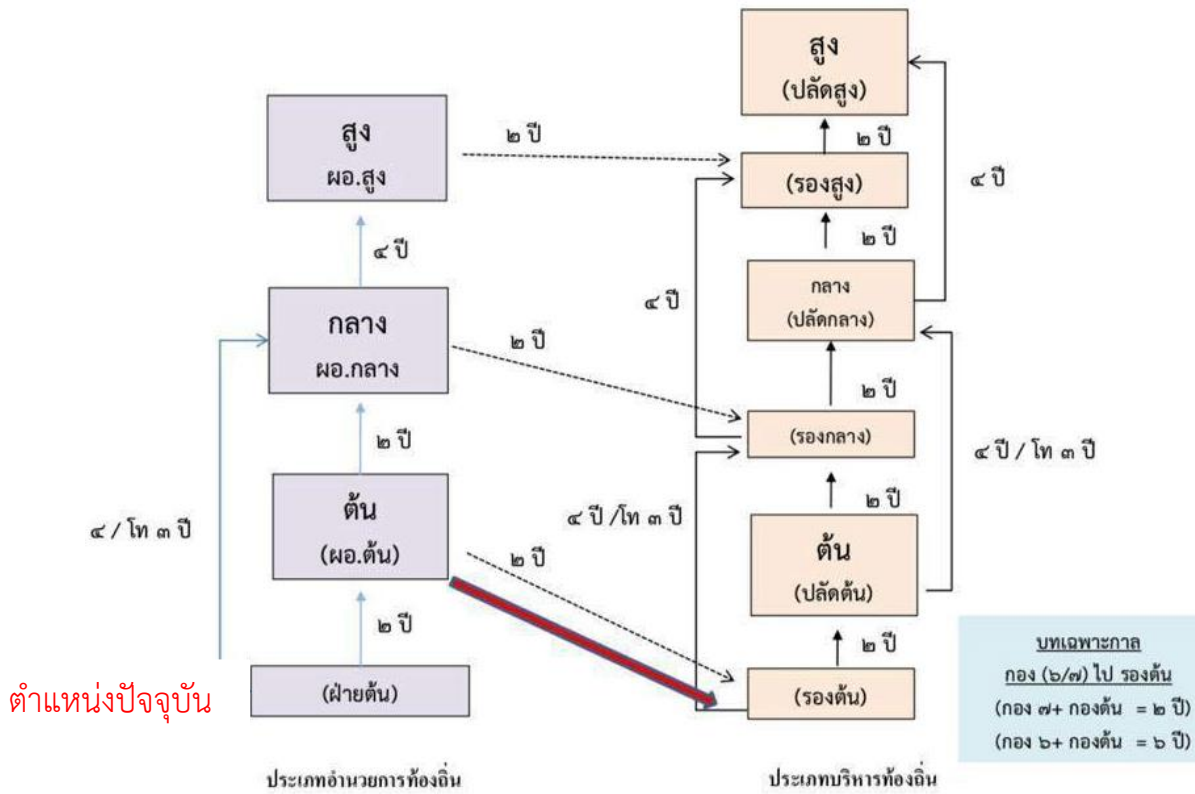 สูง
(ปลัดสูง)
สูง
ผอ.สูง
๒ ปี
๒ ปี
(รองสูง)
๔ ปี
๔ ปี
๒ ปี
กลาง
(ปลัดกลาง)
๔ ปี
กลาง
ผอ.กลาง
๒ ปี
๒ ปี
(รองกลาง)
๒ ปี
๔ ปี / โท ๓ ปี
๒ ปี
ต้น
(ผอ.ต้น)
๔ / โท ๓ ปี
๔ ปี /โท ๓ ปี
๒ ปี
ต้น
(ปลัดต้น)
๒ ปี
๒ ปี
(ฝ่ายต้น)
(รองต้น)
ตำแหน่งปัจจุบัน
บทเฉพาะกาล
กอง (๖/๗) ไป รองต้น
(กอง ๗+ กองต้น = ๒ ปี)
(กอง ๖+ กองต้น = ๖ ปี)
ประเภทอำนวยการท้องถิ่น
ประเภทบริหารท้องถิ่น